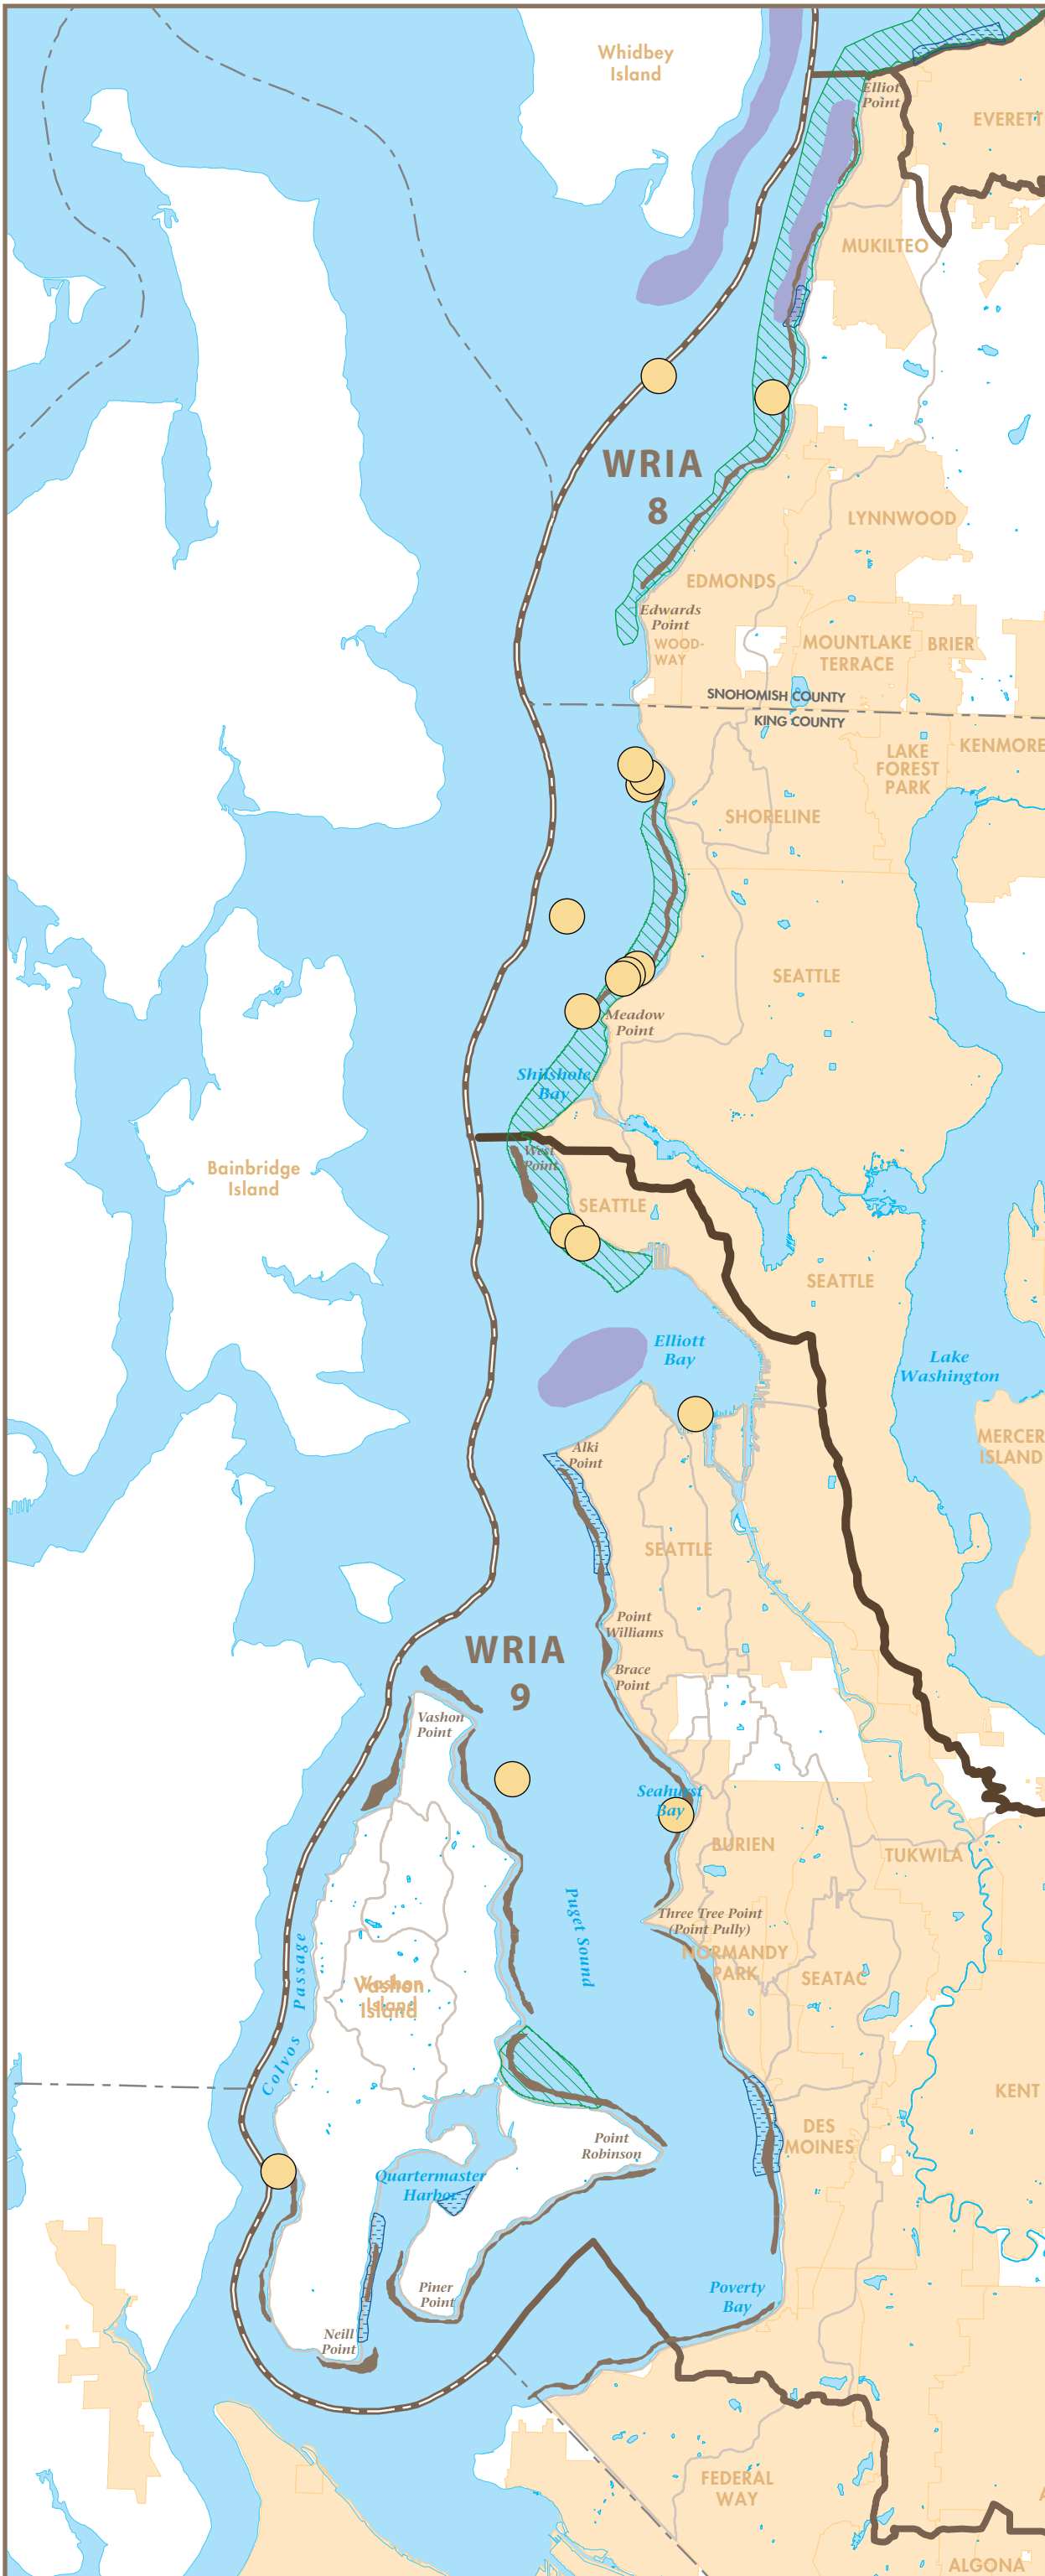 Whidbey
Island
Elliot
Point
EVERETT
MUKILTEO
WRIA
8
LYNNWOOD
EDMONDS
Edwards
Point
WOOD-
WAY
MOUNTLAKE
TERRACE
BRIER
SNOHOMISH COUNTY
KING COUNTY
LAKE
FOREST
PARK
KENMORE
SHORELINE
SEATTLE
Meadow
Point
Shilshole
Bay
West
Point
Bainbridge
Island
SEATTLE
SEATTLE
Elliott
Bay
Lake
Washington
MERCER
ISLAND
Alki
Point
SEATTLE
Point
Williams
WRIA
9
Brace
Point
Vashon
Point
Seahurst
Bay
BURIEN
TUKWILA
Puget Sound
Three Tree Point
(Point Pully)
NORMANDY
PARK
SEATAC
Vashon
Island
Colvos Passage
KENT
DES
MOINES
Point
Robinson
Quartermaster
Harbor
Piner
Point
Poverty
Bay
Neill
Point
FEDERAL
WAY
ALGONA